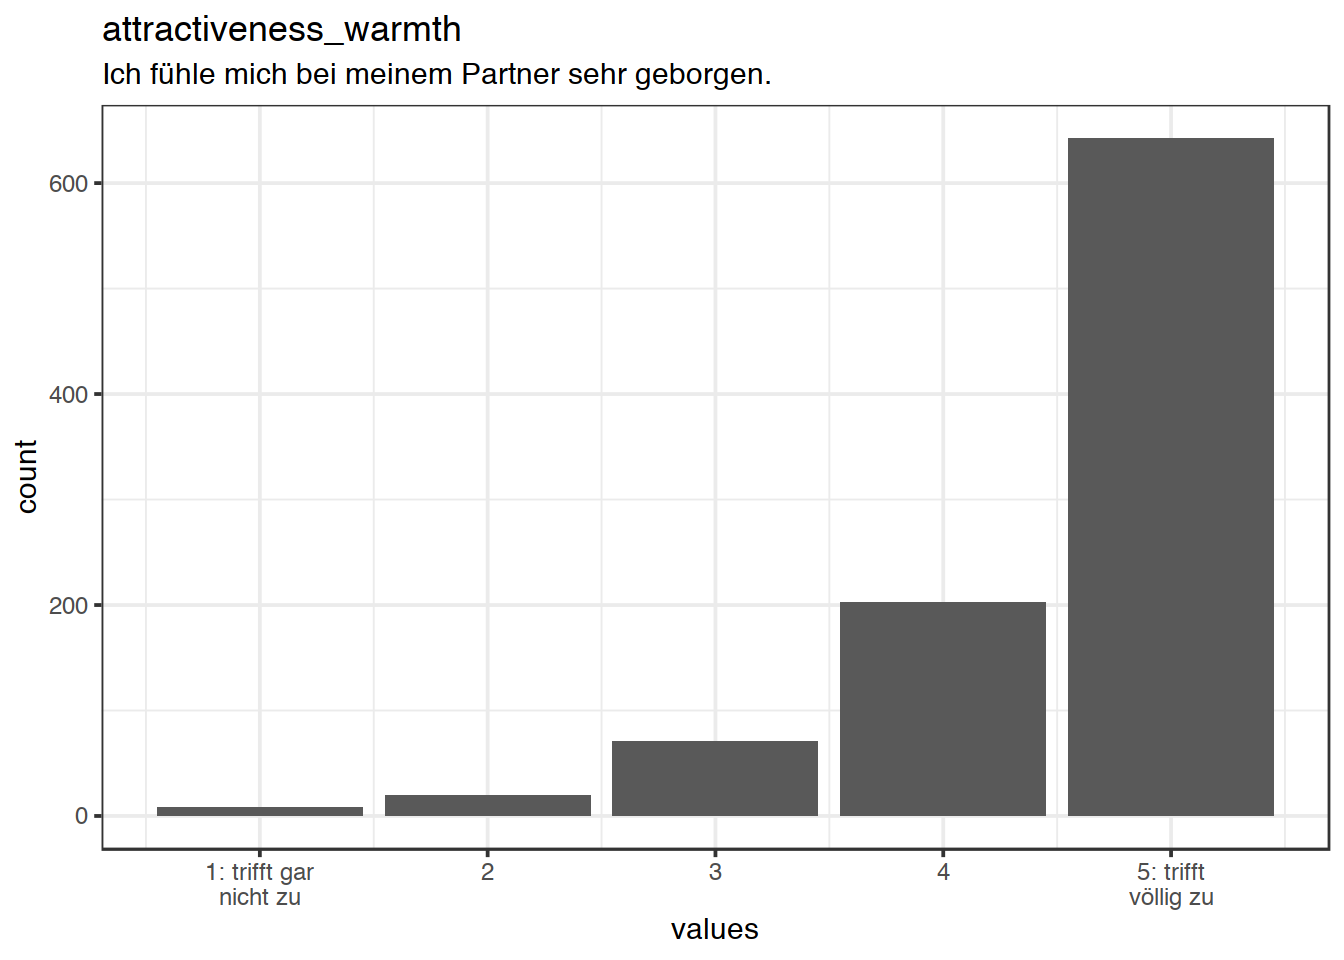 attractiveness_warmth
Ich fühle mich bei meinem Partner sehr geborgen.
count
600
400
200
0
1: trifft gar
nicht zu
2
3
4
5: trifft
völlig zu
values